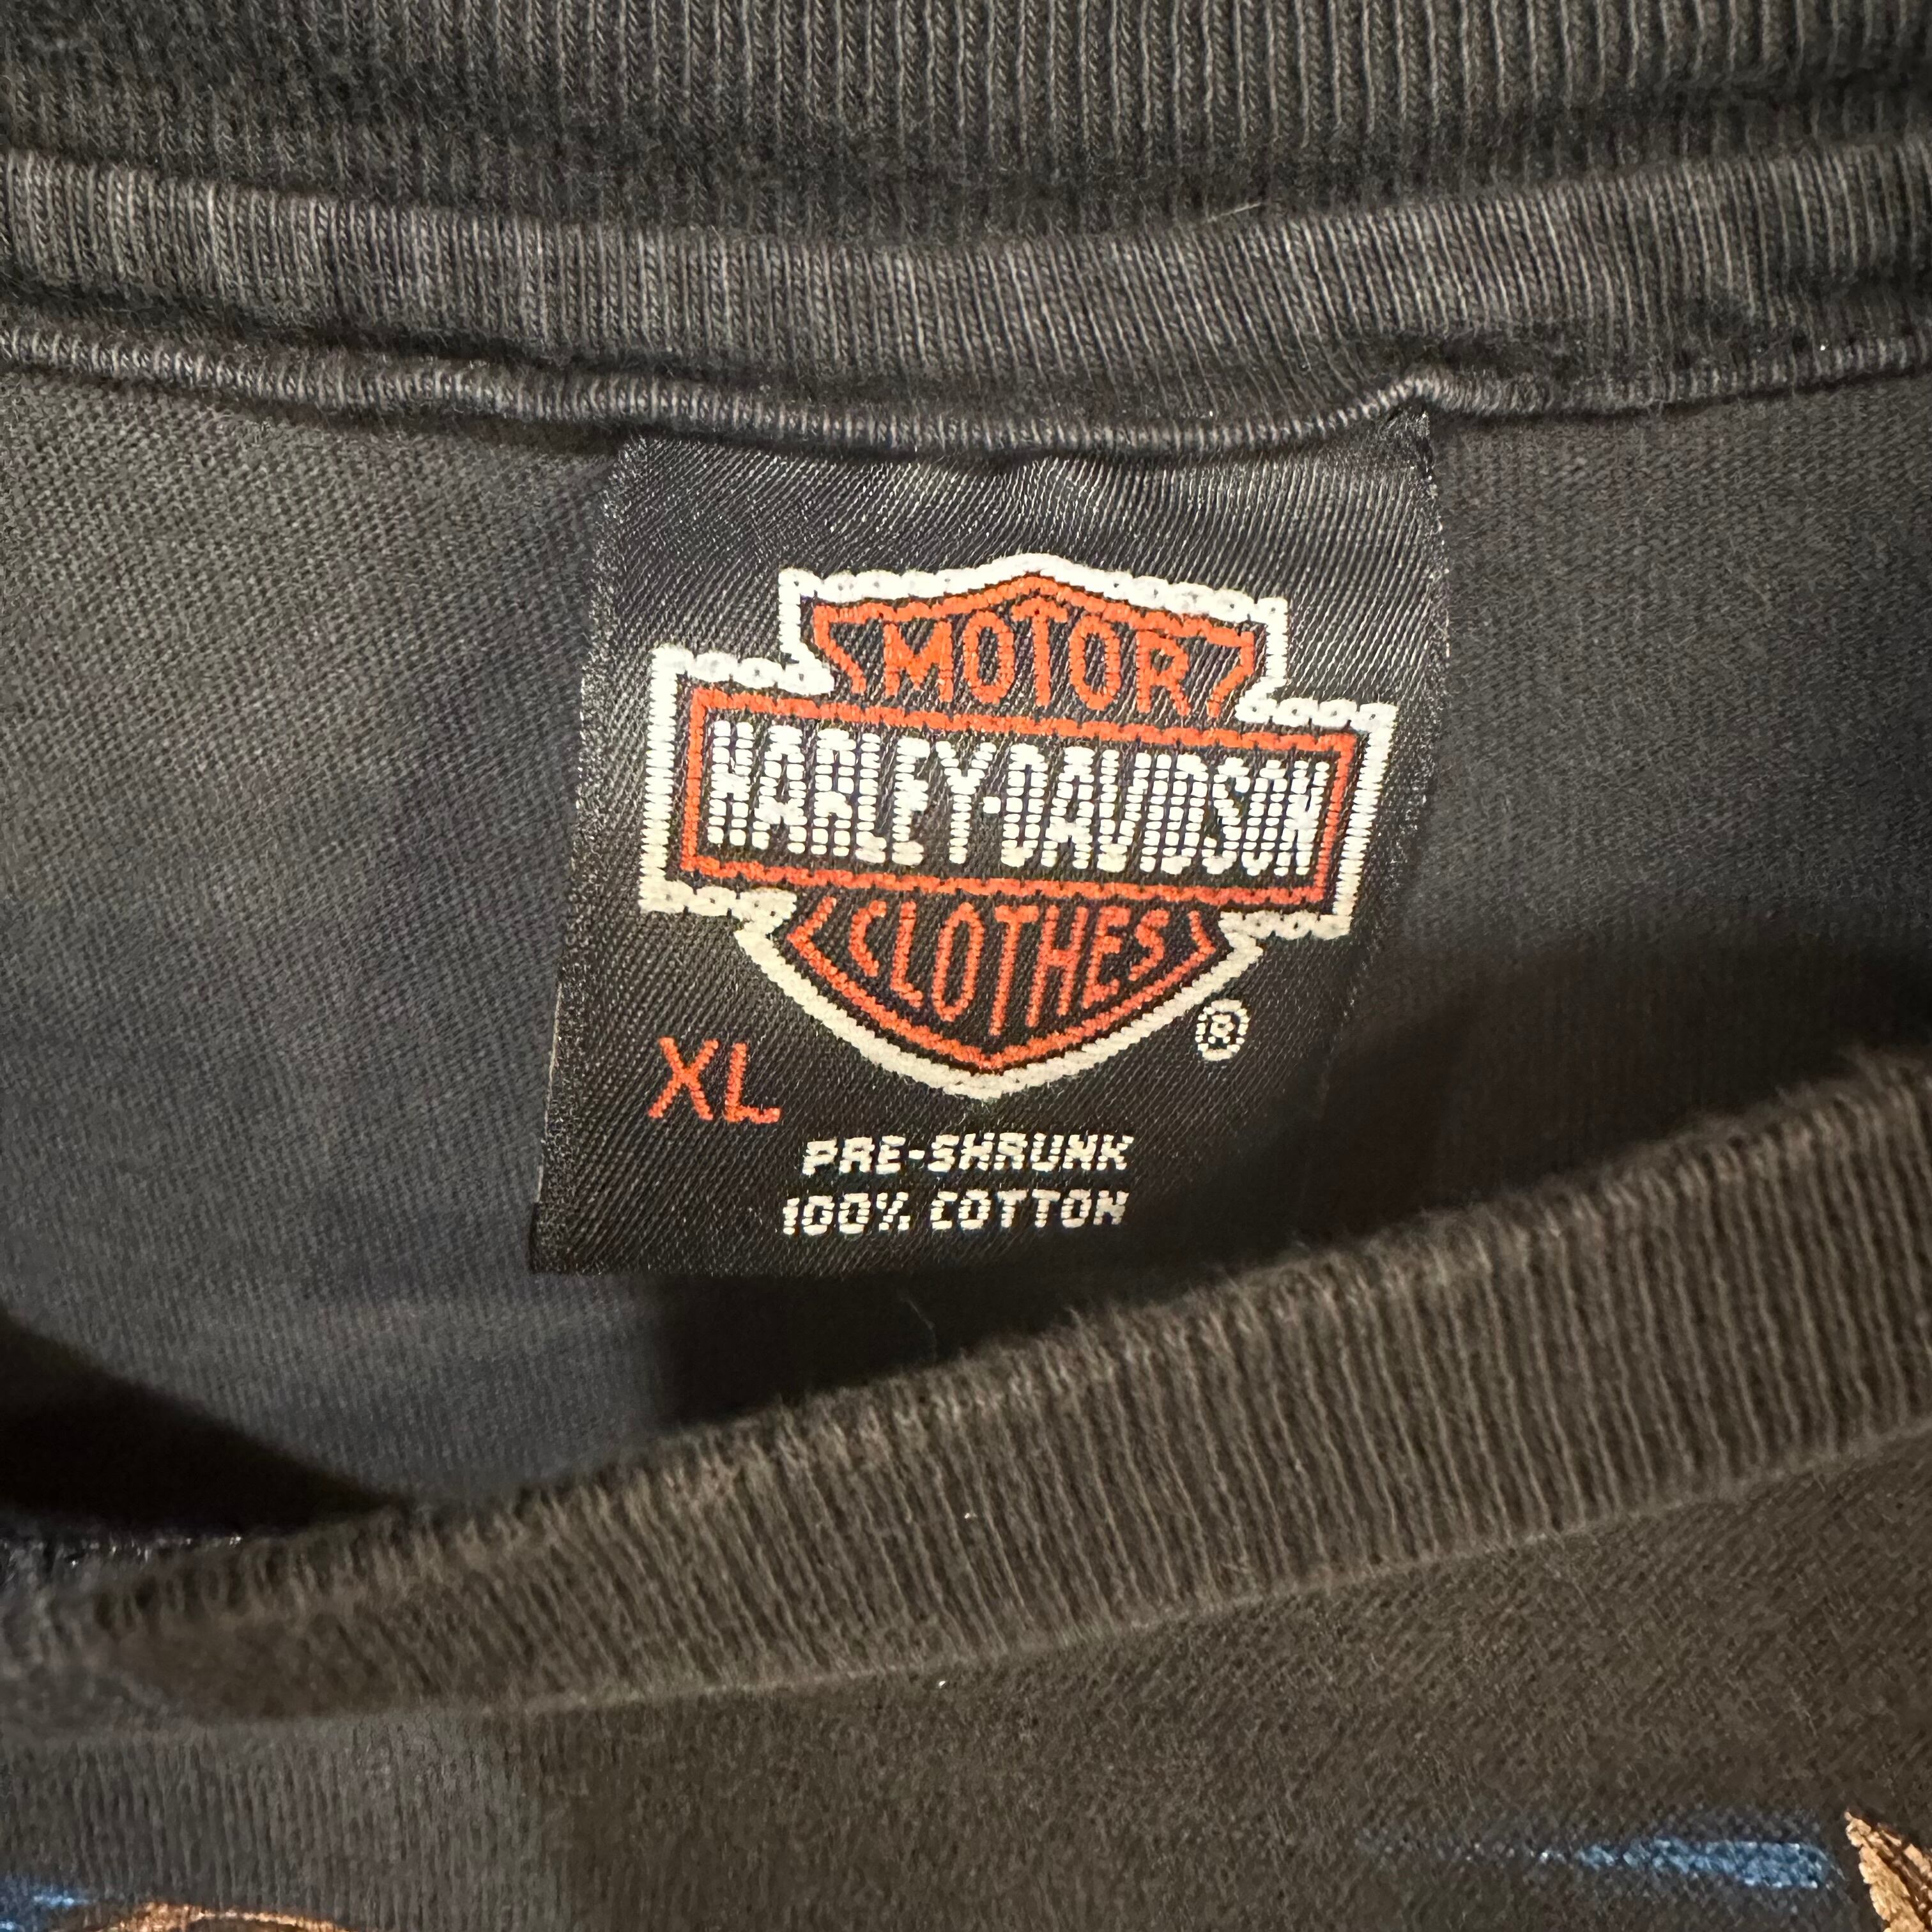 MOTOR
HARLEY-DAVIDSON
CLOTHES
®
XL
PRE-SHRUNK
100% COTTON